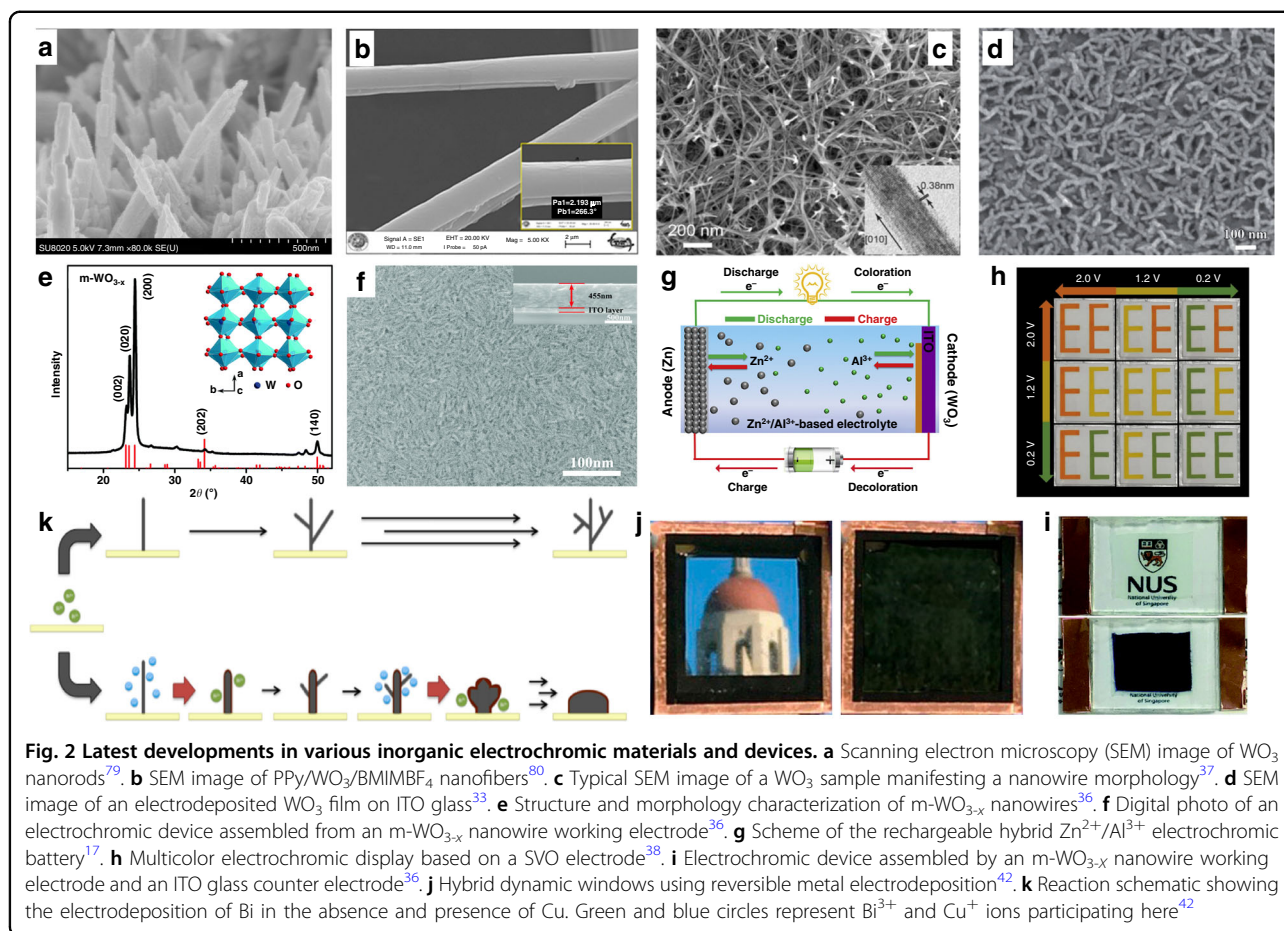 a
SU8020 5.0kV 7.3mm ×80.0k SE(U)
500nm
b
Pa1=2.193 μm
Pb1=266.3°
Signal A = SE1
WD = 11.0 mm
EHT = 20.00 KV
I Probe = 50 pA
Mag = 5.00 KX
2 μm
c
200 nm
0.38nm
[010]
d
100 nm
e
m-WO3-x
(200)
(020)
(002)
(202)
(140)
Intensity
a
b
c
W
O
20 30 40 50
2θ (°)
f
455nm
ITO layer
500nm
100nm
g
Discharge
e−
Coloration
e−
Discharge
Charge
Anode (Zn)
Zn2+
Al3+
ITO
Cathode (WO3)
Zn2+/Al3+-based electrolyte
e−
Charge
e−
Decoloration
h
2.0 V 1.2 V 0.2 V
2.0 V
1.2 V
0.2 V
E E E E E E
E E E E E E
E E E E E E
k
j
i
NUS
National University
of Singapore
National University
of Singapore
Fig. 2 Latest developments in various inorganic electrochromic materials and devices. a Scanning electron microscopy (SEM) image of WO3
nanorods79. b SEM image of PPy/WO3/BMIMBF4 nanofibers80. c Typical SEM image of a WO3 sample manifesting a nanowire morphology37. d SEM
image of an electrodeposited WO3 film on ITO glass33. e Structure and morphology characterization of m-WO3-x nanowires36. f Digital photo of an
electrochromic device assembled from an m-WO3-x nanowire working electrode36. g Scheme of the rechargeable hybrid Zn2+/Al3+ electrochromic
battery17. h Multicolor electrochromic display based on a SVO electrode38. i Electrochromic device assembled by an m-WO3-X nanowire working
electrode and an ITO glass counter electrode36. j Hybrid dynamic windows using reversible metal electrodeposition42. k Reaction schematic showing
the electrodeposition of Bi in the absence and presence of Cu. Green and blue circles represent Bi3+ and Cu+ ions participating here42